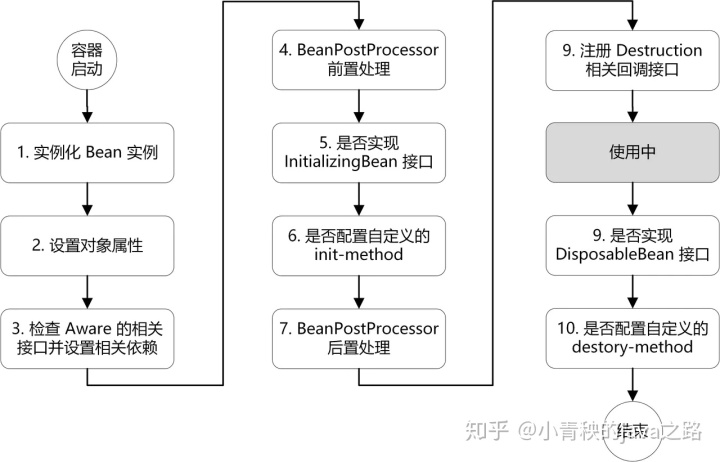 容器
启动
1. 实例化 Bean 实例
2. 设置对象属性
3. 检查 Aware 的相关
接口并设置相关依赖
4. BeanPostProcessor
前置处理
5. 是否实现
InitializingBean 接口
6. 是否配置自定义的
init-method
7. BeanPostProcessor
后置处理
9. 注册 Destruction
相关回调接口
使用中
9. 是否实现
DisposableBean 接口
10. 是否配置自定义的
destory-method
结束
知乎 @小青秧的java之路